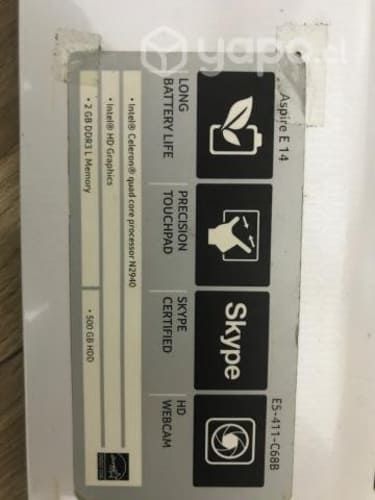 yapo.cl
Aspire E 14
E5-411-C68B
Skype
LONG
BATTERY LIFE
PRECISION
TOUCHPAD
SKYPE
CERTIFIED
HD
WEBCAM
• Intel® Celeron® quad core processor N2940
• Intel® HD Graphics
• 2 GB DDR3 L Memory
• 500 GB HDD